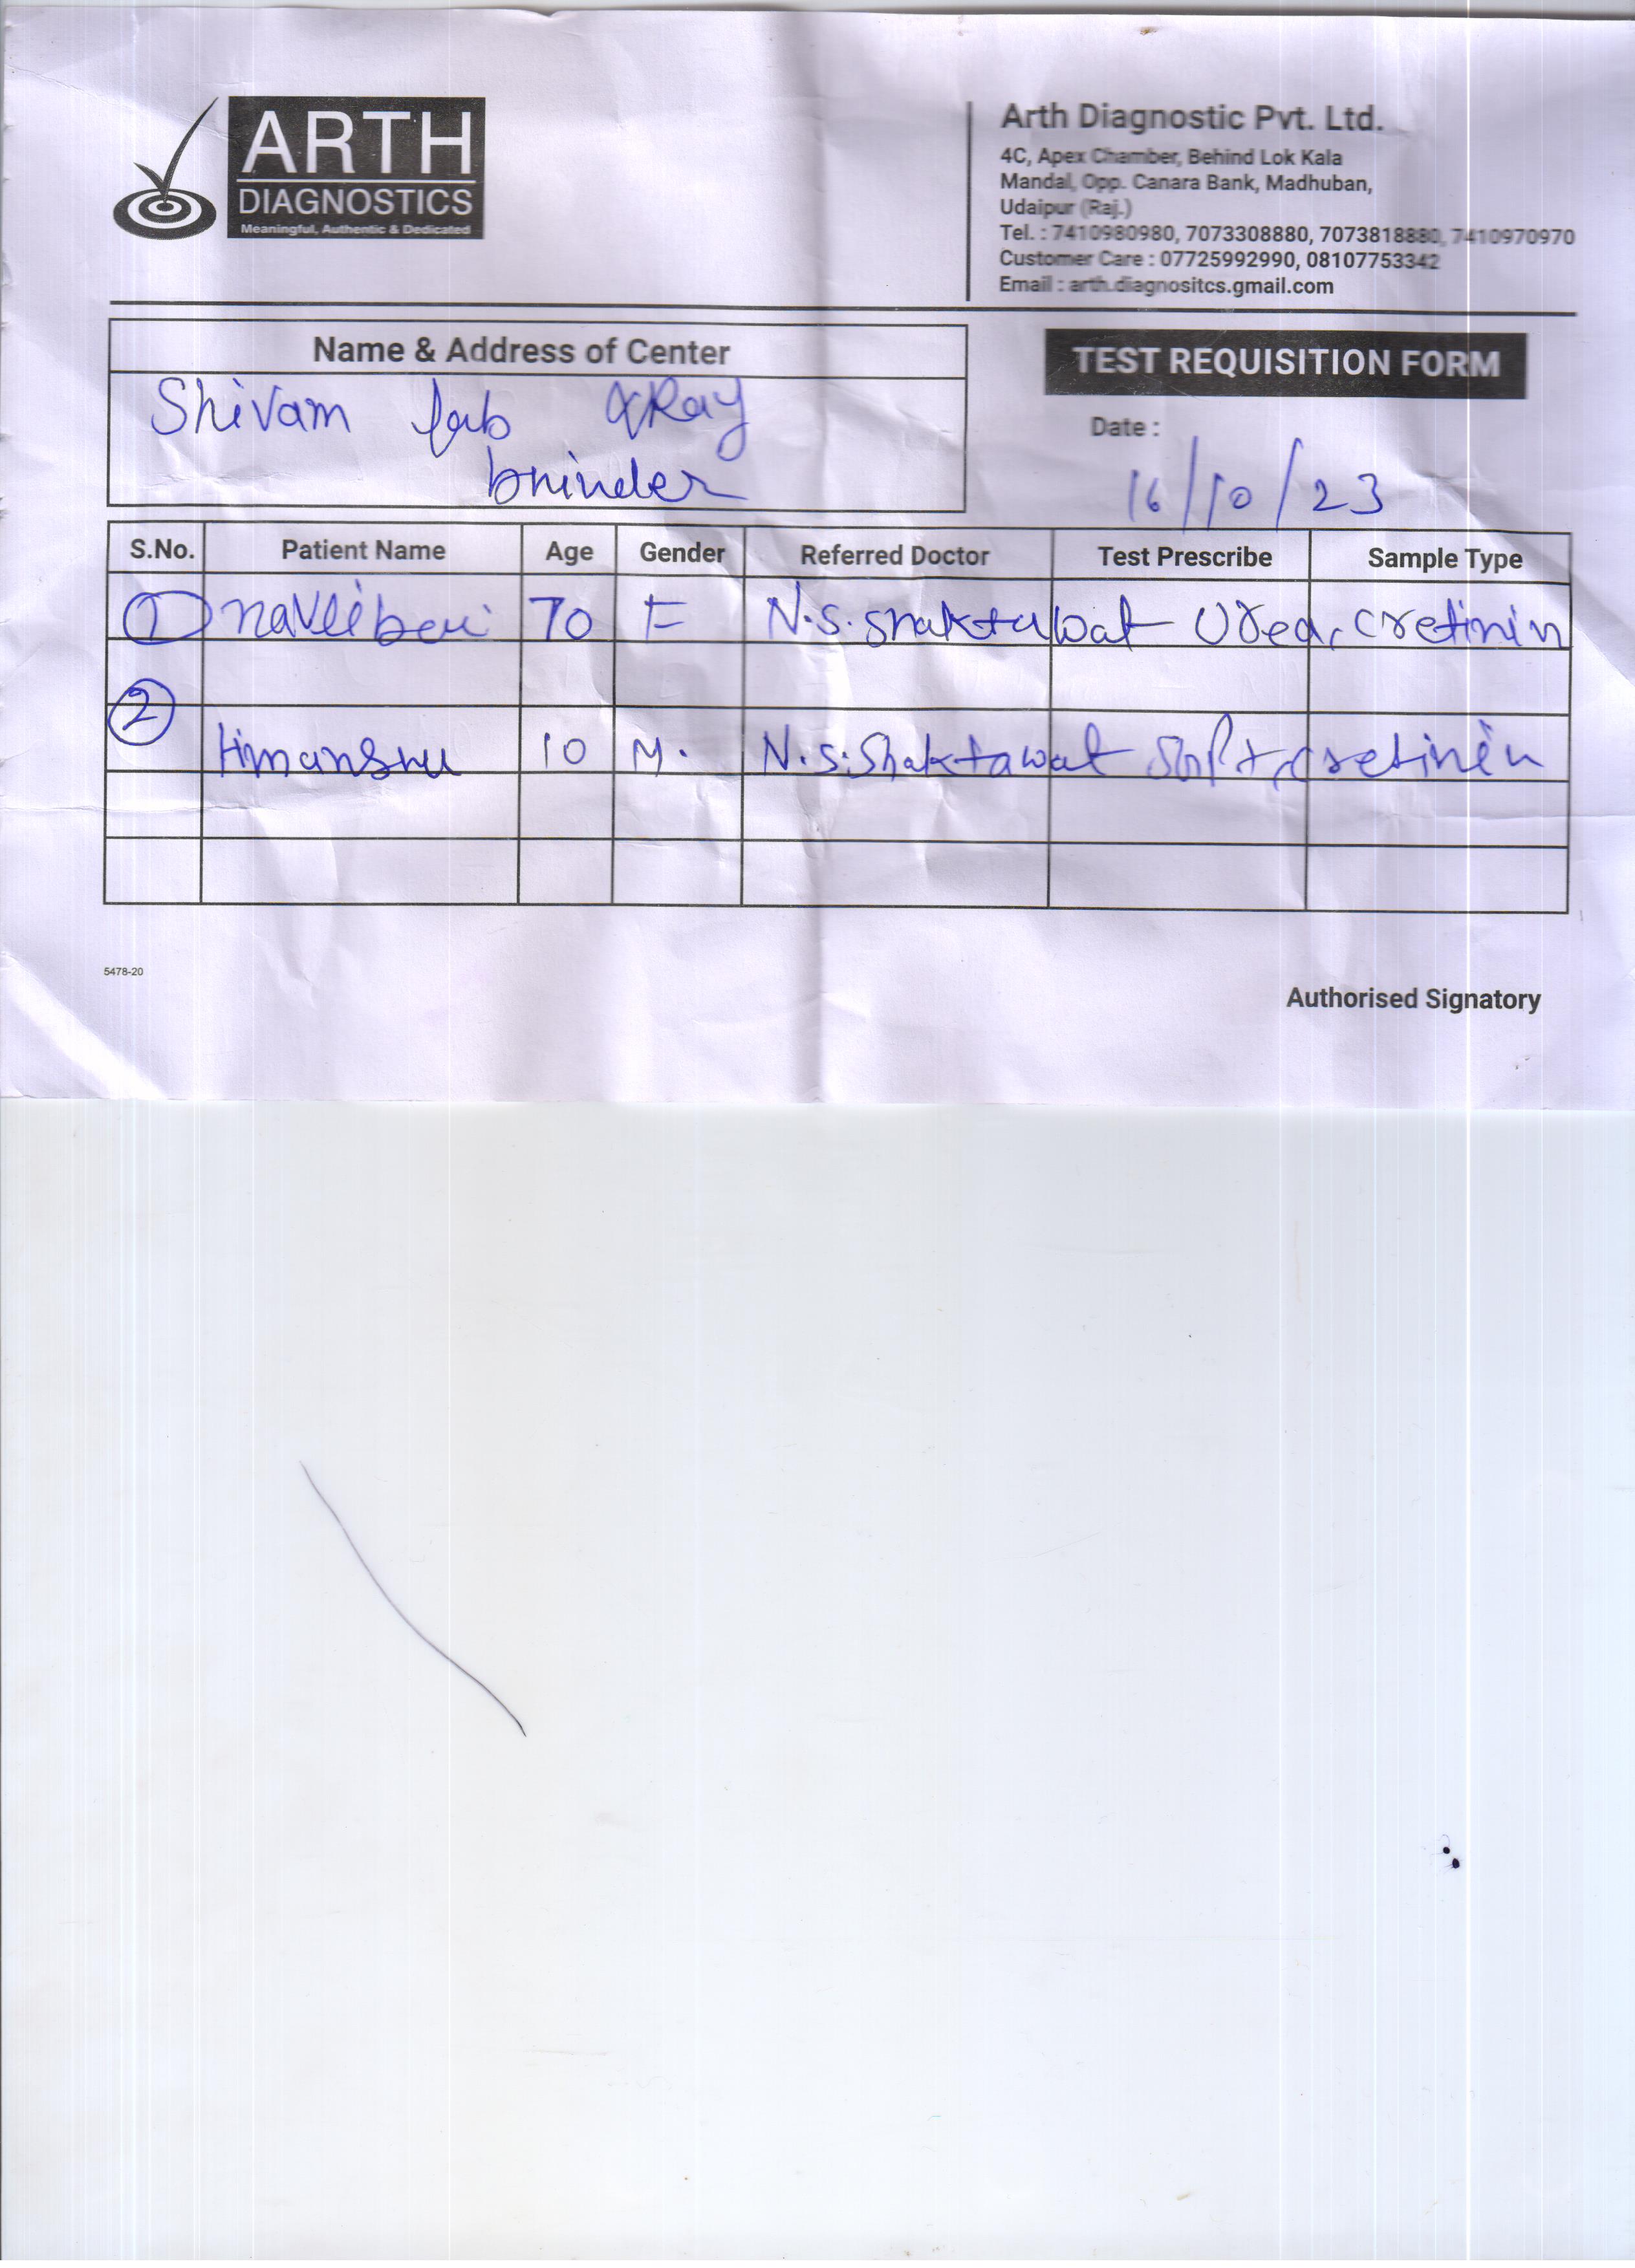 ARTH
DIAGNOSTICS
Meaningful, Authentic & Dedicated
Arth Diagnostic Pvt. Ltd.
4C, Apex Chamber, Behind Lok Kala
Mandal, Opp. Canara Bank, Madhuban,
Udaipur (Raj.)
Tel. : 7410980980, 7073308880, 7073818880, 7410970970
Customer Care : 07725992990, 08107753342
Email : arth.diagnositcs.gmail.com
Name & Address of Center
Shivam Lab XRay
bhinder
TEST REQUISITION FORM
Date :
16/10/23
S.No. Patient Name Age Gender Referred Doctor Test Prescribe Sample Type
1 navli bai 70 F N.S. Shaktawat Urea, cretinin
2 Himanshu 10 M. N.S. Shaktawat cretinin
5478-20
Authorised Signatory